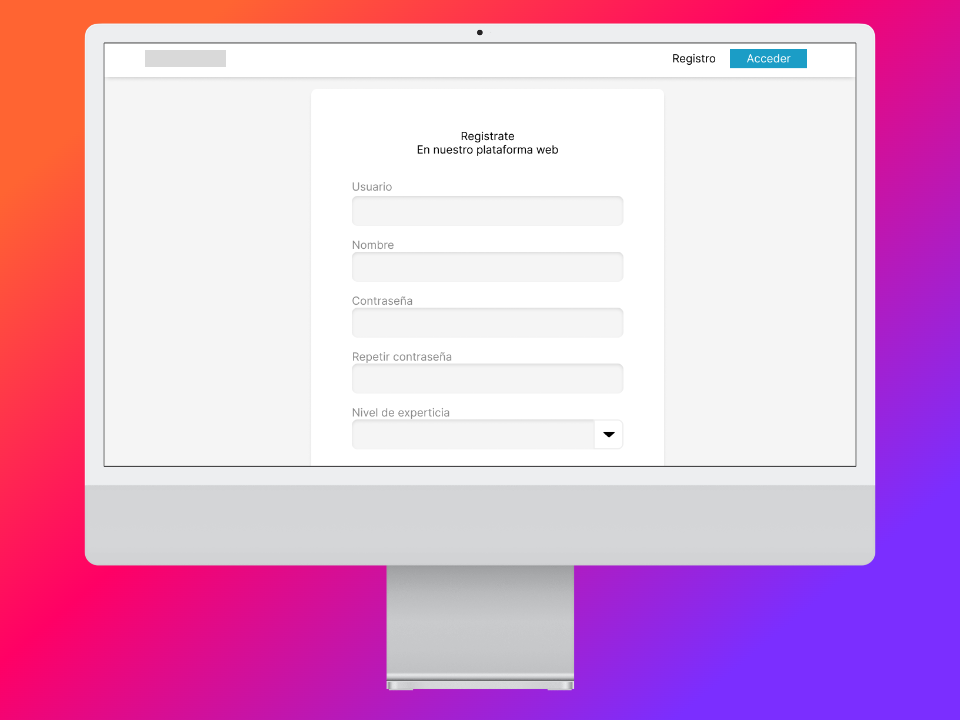 Registro
Acceder
Registrate
En nuestro plataforma web
Usuario
Nombre
Contraseña
Repetir contraseña
Nivel de experticia